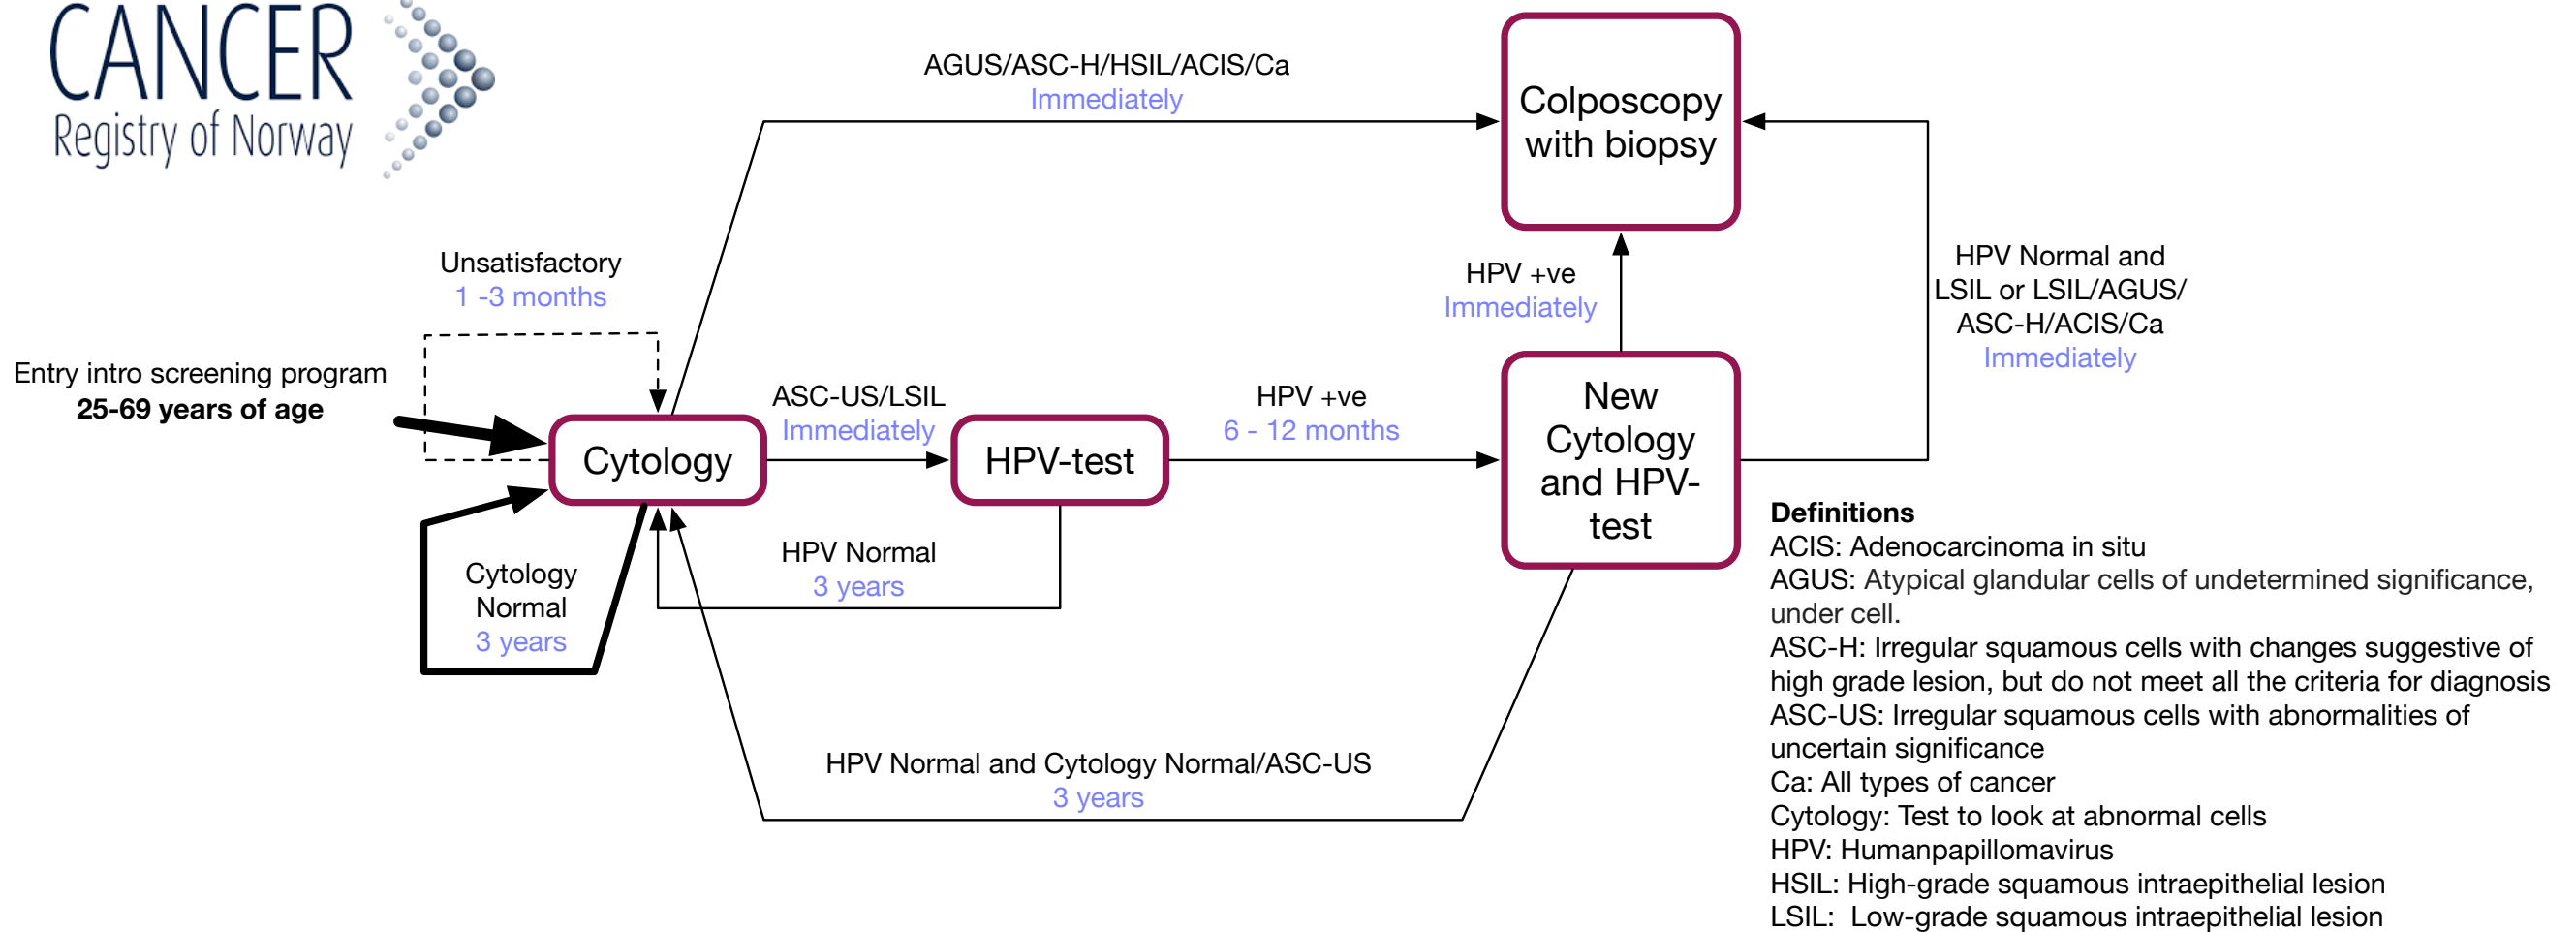 CANCER
Registry of Norway
AGUS/ASC-H/HSIL/ACIS/Ca
Immediately
Colposcopy
with biopsy
Unsatisfactory
1 -3 months
HPV +ve
Immediately
HPV Normal and
LSIL or LSIL/AGUS/
ASC-H/ACIS/Ca
Immediately
Entry intro screening program
25-69 years of age
Cytology
ASC-US/LSIL
Immediately
HPV-test
HPV +ve
6 - 12 months
New
Cytology
and HPV-
test
Cytology
Normal
3 years
HPV Normal
3 years
HPV Normal and Cytology Normal/ASC-US
3 years
Definitions
ACIS: Adenocarcinoma in situ
AGUS: Atypical glandular cells of undetermined significance,
under cell.
ASC-H: Irregular squamous cells with changes suggestive of
high grade lesion, but do not meet all the criteria for diagnosis
ASC-US: Irregular squamous cells with abnormalities of
uncertain significance
Ca: All types of cancer
Cytology: Test to look at abnormal cells
HPV: Humanpapillomavirus
HSIL: High-grade squamous intraepithelial lesion
LSIL:  Low-grade squamous intraepithelial lesion